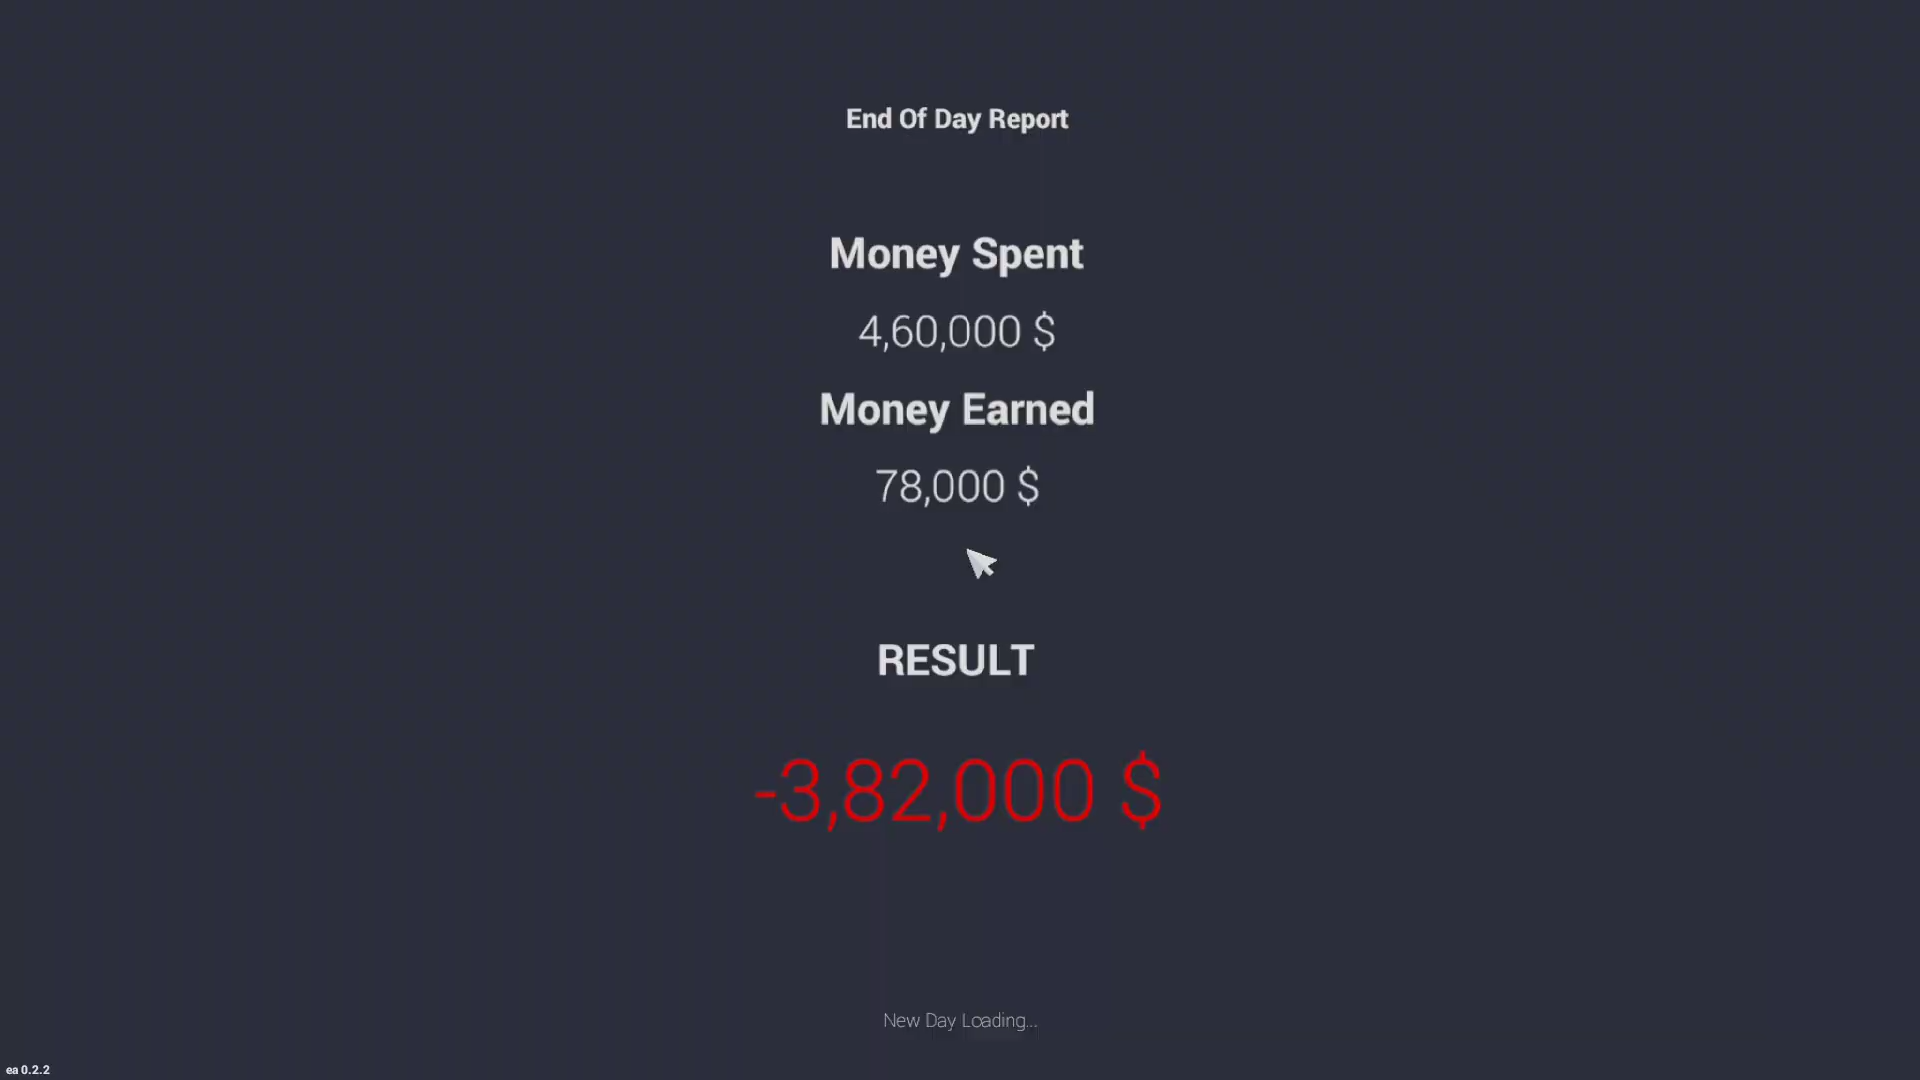 End Of Day Report
Money Spent
4,60,000 $
Money Earned
78,000 $
RESULT
-3,82,000 $
New Day Loading...
ea 0.2.2